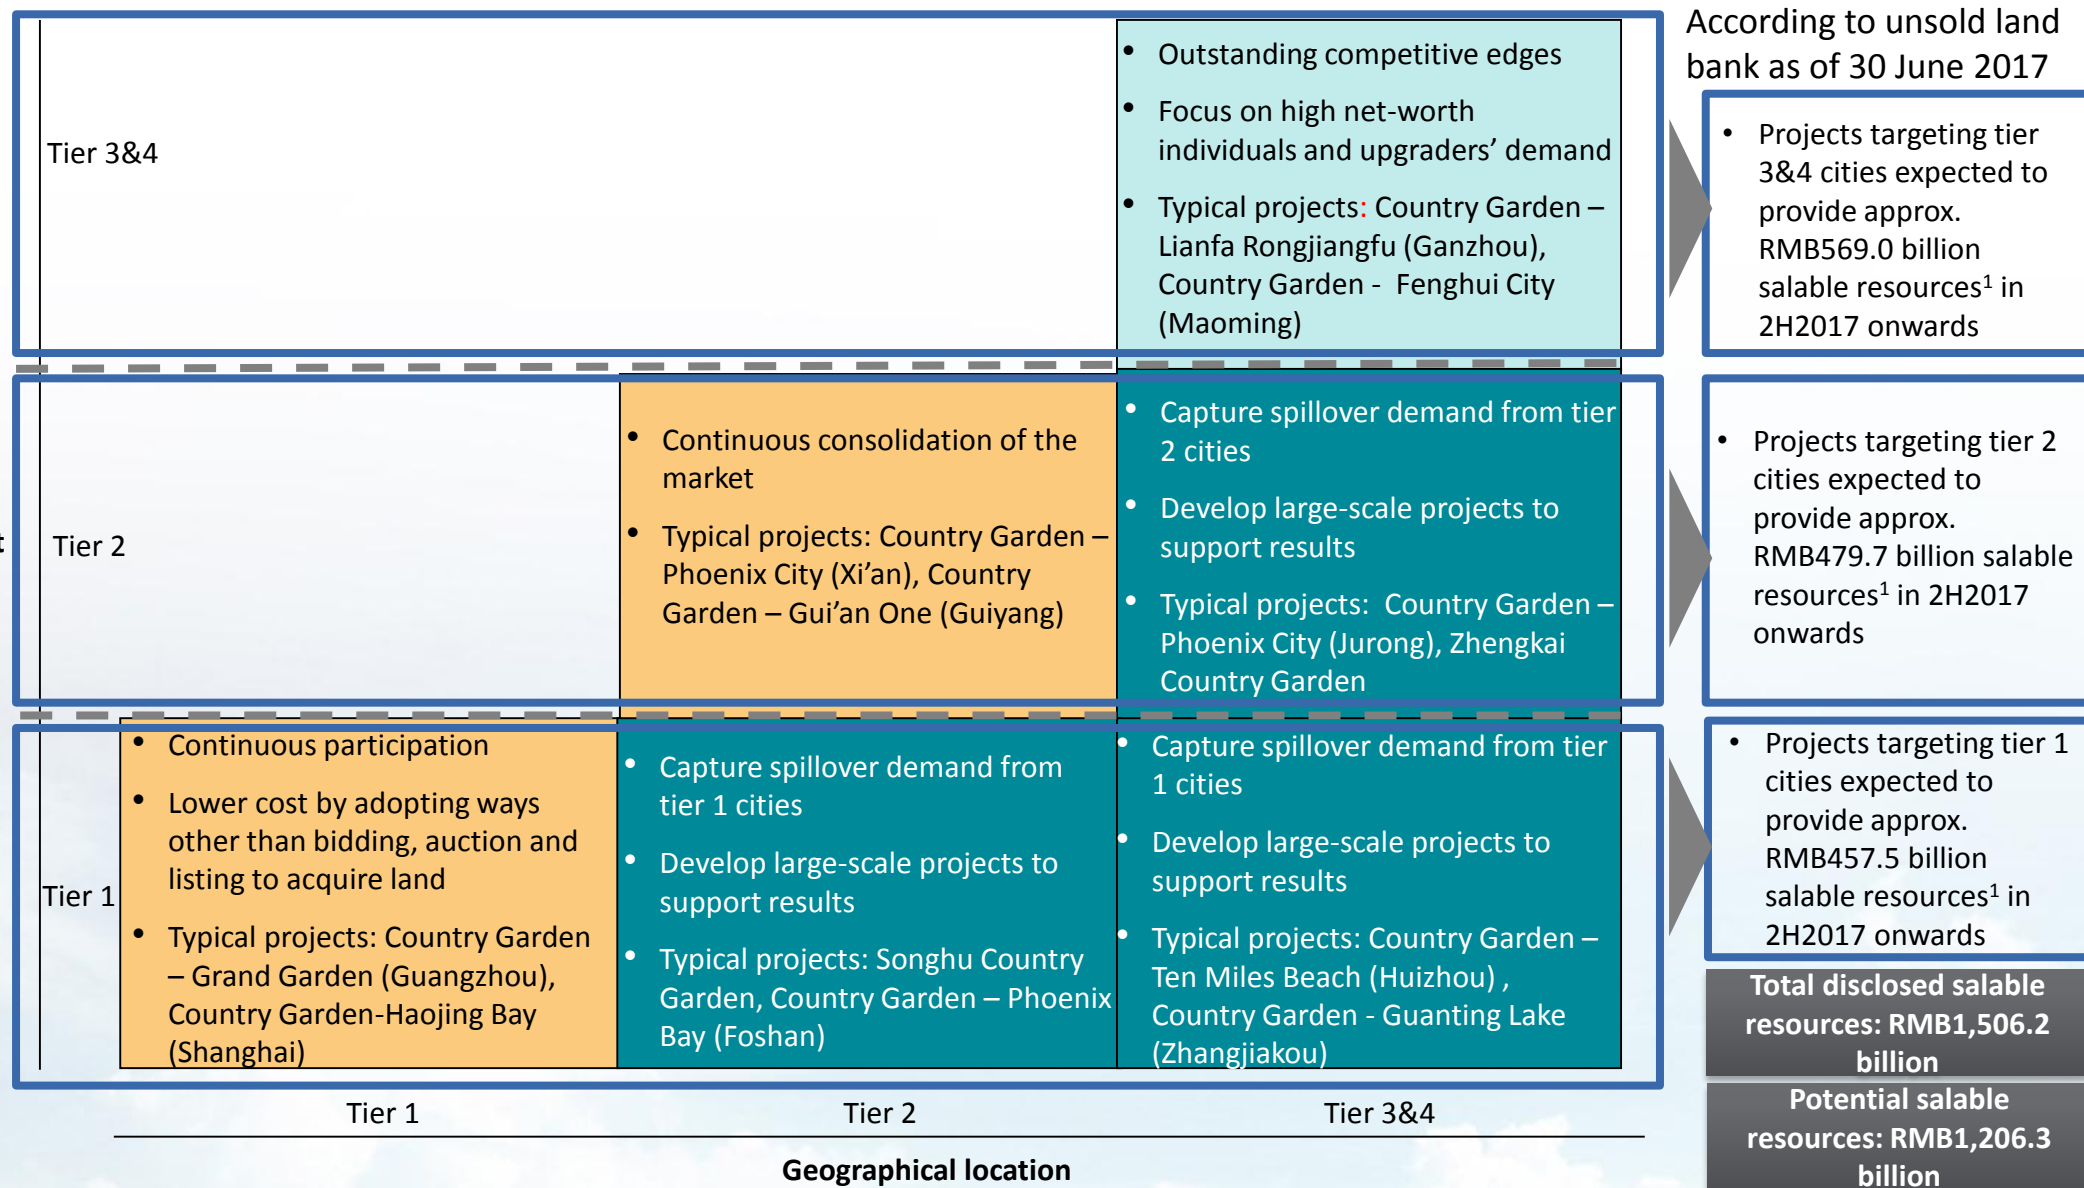 According to unsold land
bank as of 30 June 2017
Tier 3&4
• Outstanding competitive edges
• Focus on high net-worth
individuals and upgraders’ demand
• Typical projects: Country Garden –
Lianfa Rongjiangfu (Ganzhou),
Country Garden - Fenghui City
(Maoming)
• Projects targeting tier
3&4 cities expected to
provide approx.
RMB569.0 billion
salable resources¹ in
2H2017 onwards
t
Tier 2
• Continuous consolidation of the
market
• Typical projects: Country Garden –
Phoenix City (Xi’an), Country
Garden – Gui’an One (Guiyang)
• Capture spillover demand from tier
2 cities
• Develop large-scale projects to
support results
• Typical projects: Country Garden –
Phoenix City (Jurong), Zhengkai
Country Garden
• Projects targeting tier 2
cities expected to
provide approx.
RMB479.7 billion salable
resources¹ in 2H2017
onwards
Tier 1
• Continuous participation
• Lower cost by adopting ways
other than bidding, auction and
listing to acquire land
• Typical projects: Country Garden
– Grand Garden (Guangzhou),
Country Garden-Haojing Bay
(Shanghai)
• Capture spillover demand from
tier 1 cities
• Develop large-scale projects to
support results
• Typical projects: Songhu Country
Garden, Country Garden – Phoenix
Bay (Foshan)
• Capture spillover demand from tier
1 cities
• Develop large-scale projects to
support results
• Typical projects: Country Garden –
Ten Miles Beach (Huizhou) ,
Country Garden - Guanting Lake
(Zhangjiakou)
• Projects targeting tier 1
cities expected to
provide approx.
RMB457.5 billion
salable resources¹ in
2H2017 onwards
Total disclosed salable
resources: RMB1,506.2
billion
Potential salable
resources: RMB1,206.3
billion
Tier 1
Tier 2
Tier 3&4
Geographical location